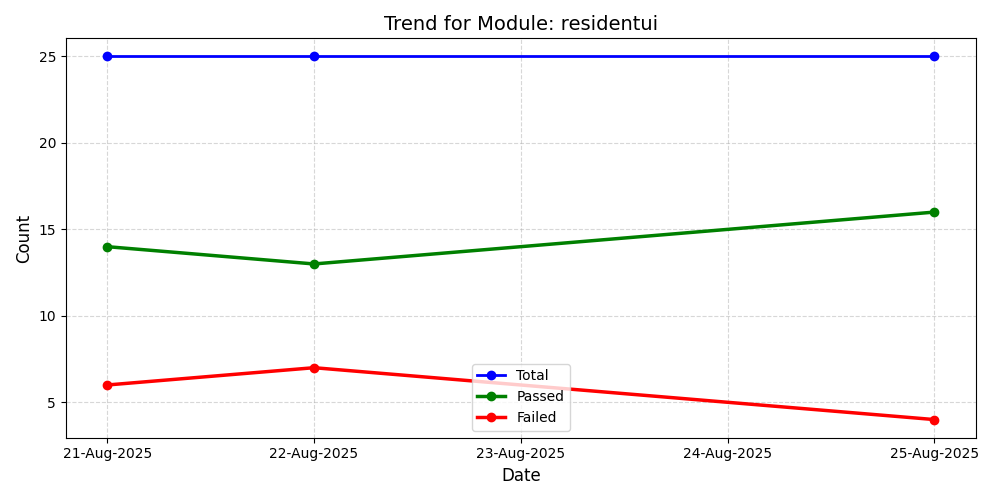 Trend for Module: residentui
Count
25
20
15
10
5
Total
Passed
Failed
21-Aug-2025 22-Aug-2025 23-Aug-2025 24-Aug-2025 25-Aug-2025
Date